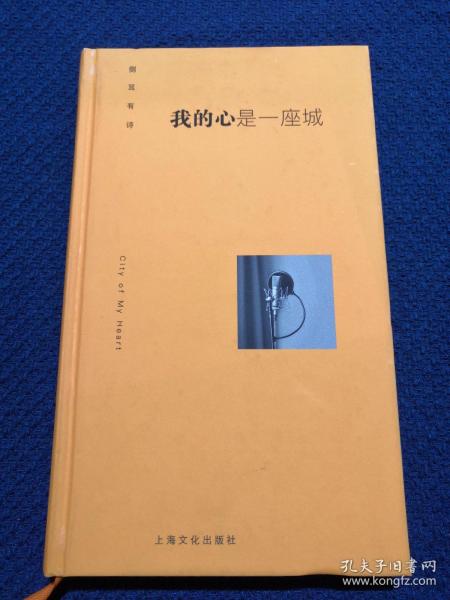 侧耳有诗
我的心是一座城
City of My Heart
上海文化出版社
孔夫子旧书网
www.kongfz.com